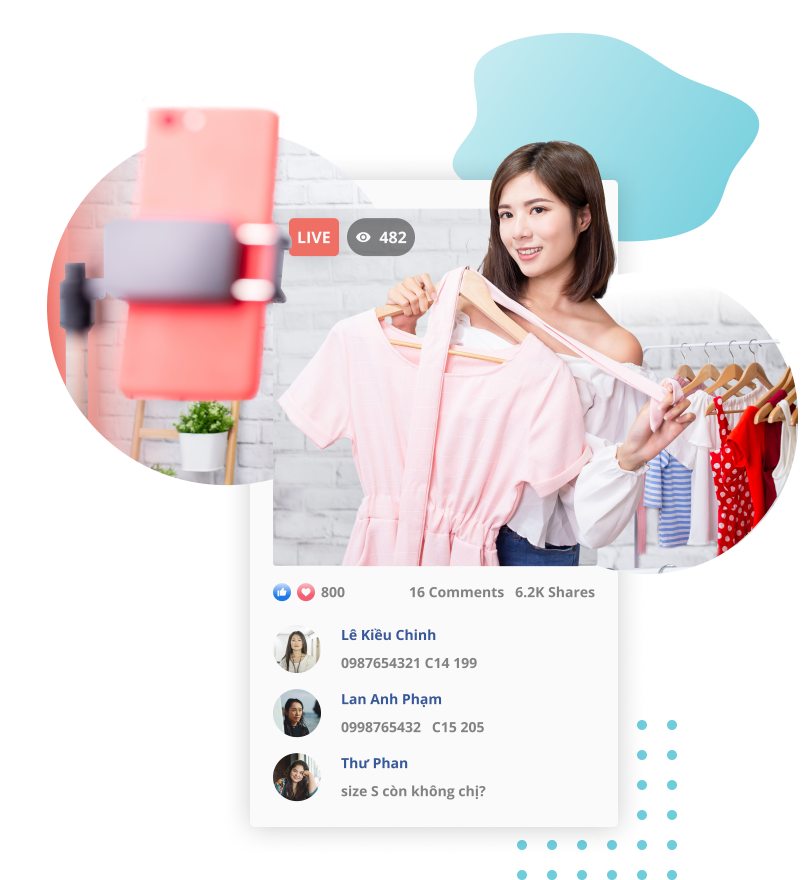 LIVE 482
800 16 Comments 6.2K Shares
Lê Kiều Chinh
0987654321 C14 199
Lan Anh Phạm
0998765432 C15 205
Thư Phan
size S còn không chị?